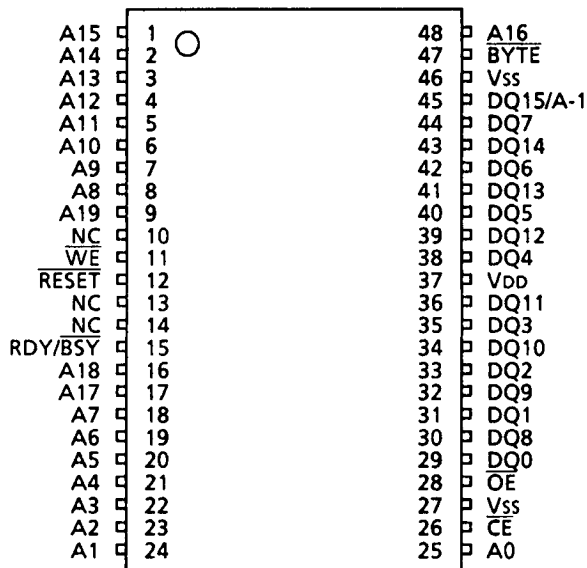 A15 1 48 A16
A14 2 47 BYTE
A13 3 46 VSS
A12 4 45 DQ15/A-1
A11 5 44 DQ7
A10 6 43 DQ14
A9 7 42 DQ6
A8 8 41 DQ13
A19 9 40 DQ5
NC 10 39 DQ12
WE 11 38 DQ4
RESET 12 37 VDD
NC 13 36 DQ11
NC 14 35 DQ3
RDY/BSY 15 34 DQ10
A18 16 33 DQ2
A17 17 32 DQ9
A7 18 31 DQ1
A6 19 30 DQ8
A5 20 29 DQ0
A4 21 28 OE
A3 22 27 VSS
A2 23 26 CE
A1 24 25 A0